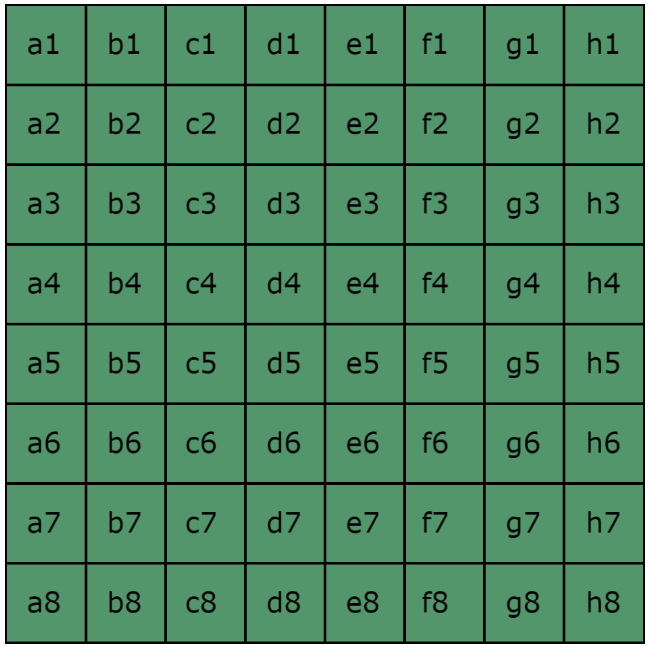 a1 b1 c1 d1 e1 f1 g1 h1
a2 b2 c2 d2 e2 f2 g2 h2
a3 b3 c3 d3 e3 f3 g3 h3
a4 b4 c4 d4 e4 f4 g4 h4
a5 b5 c5 d5 e5 f5 g5 h5
a6 b6 c6 d6 e6 f6 g6 h6
a7 b7 c7 d7 e7 f7 g7 h7
a8 b8 c8 d8 e8 f8 g8 h8